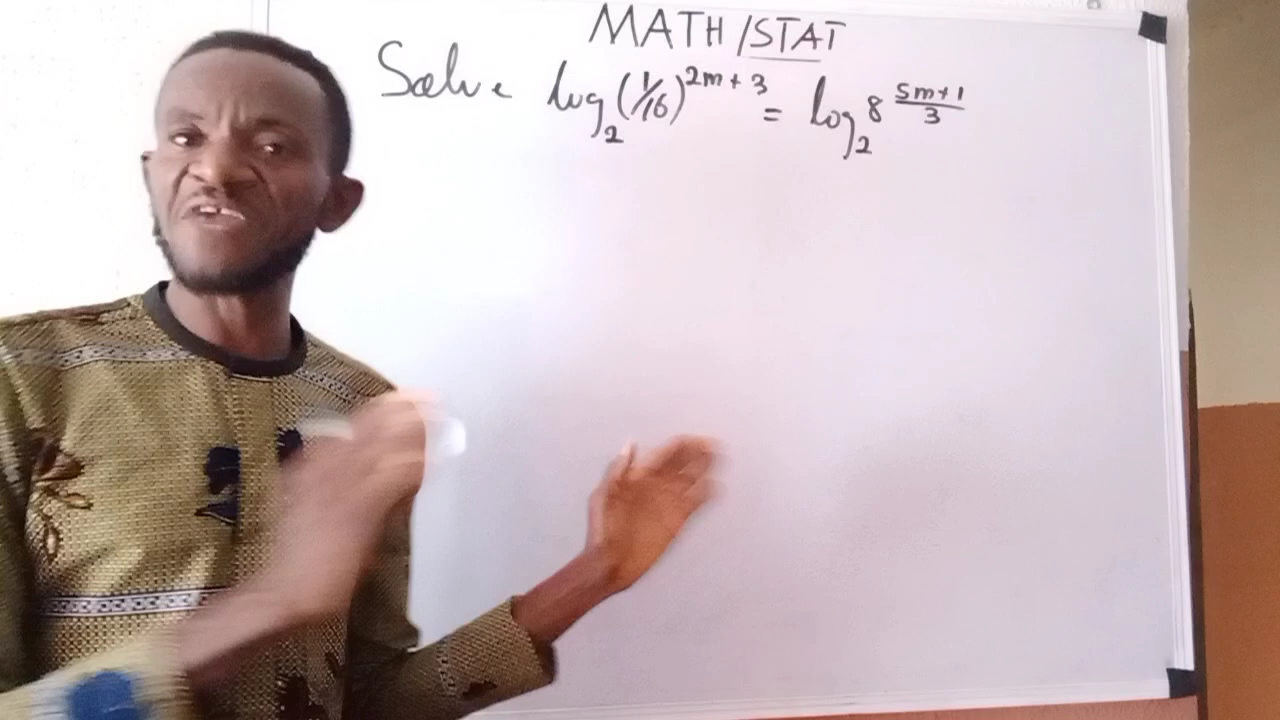 MATH/STAT
Solve log₂(1/16)^(2m+3) = log₂8^((5m+1)/3)